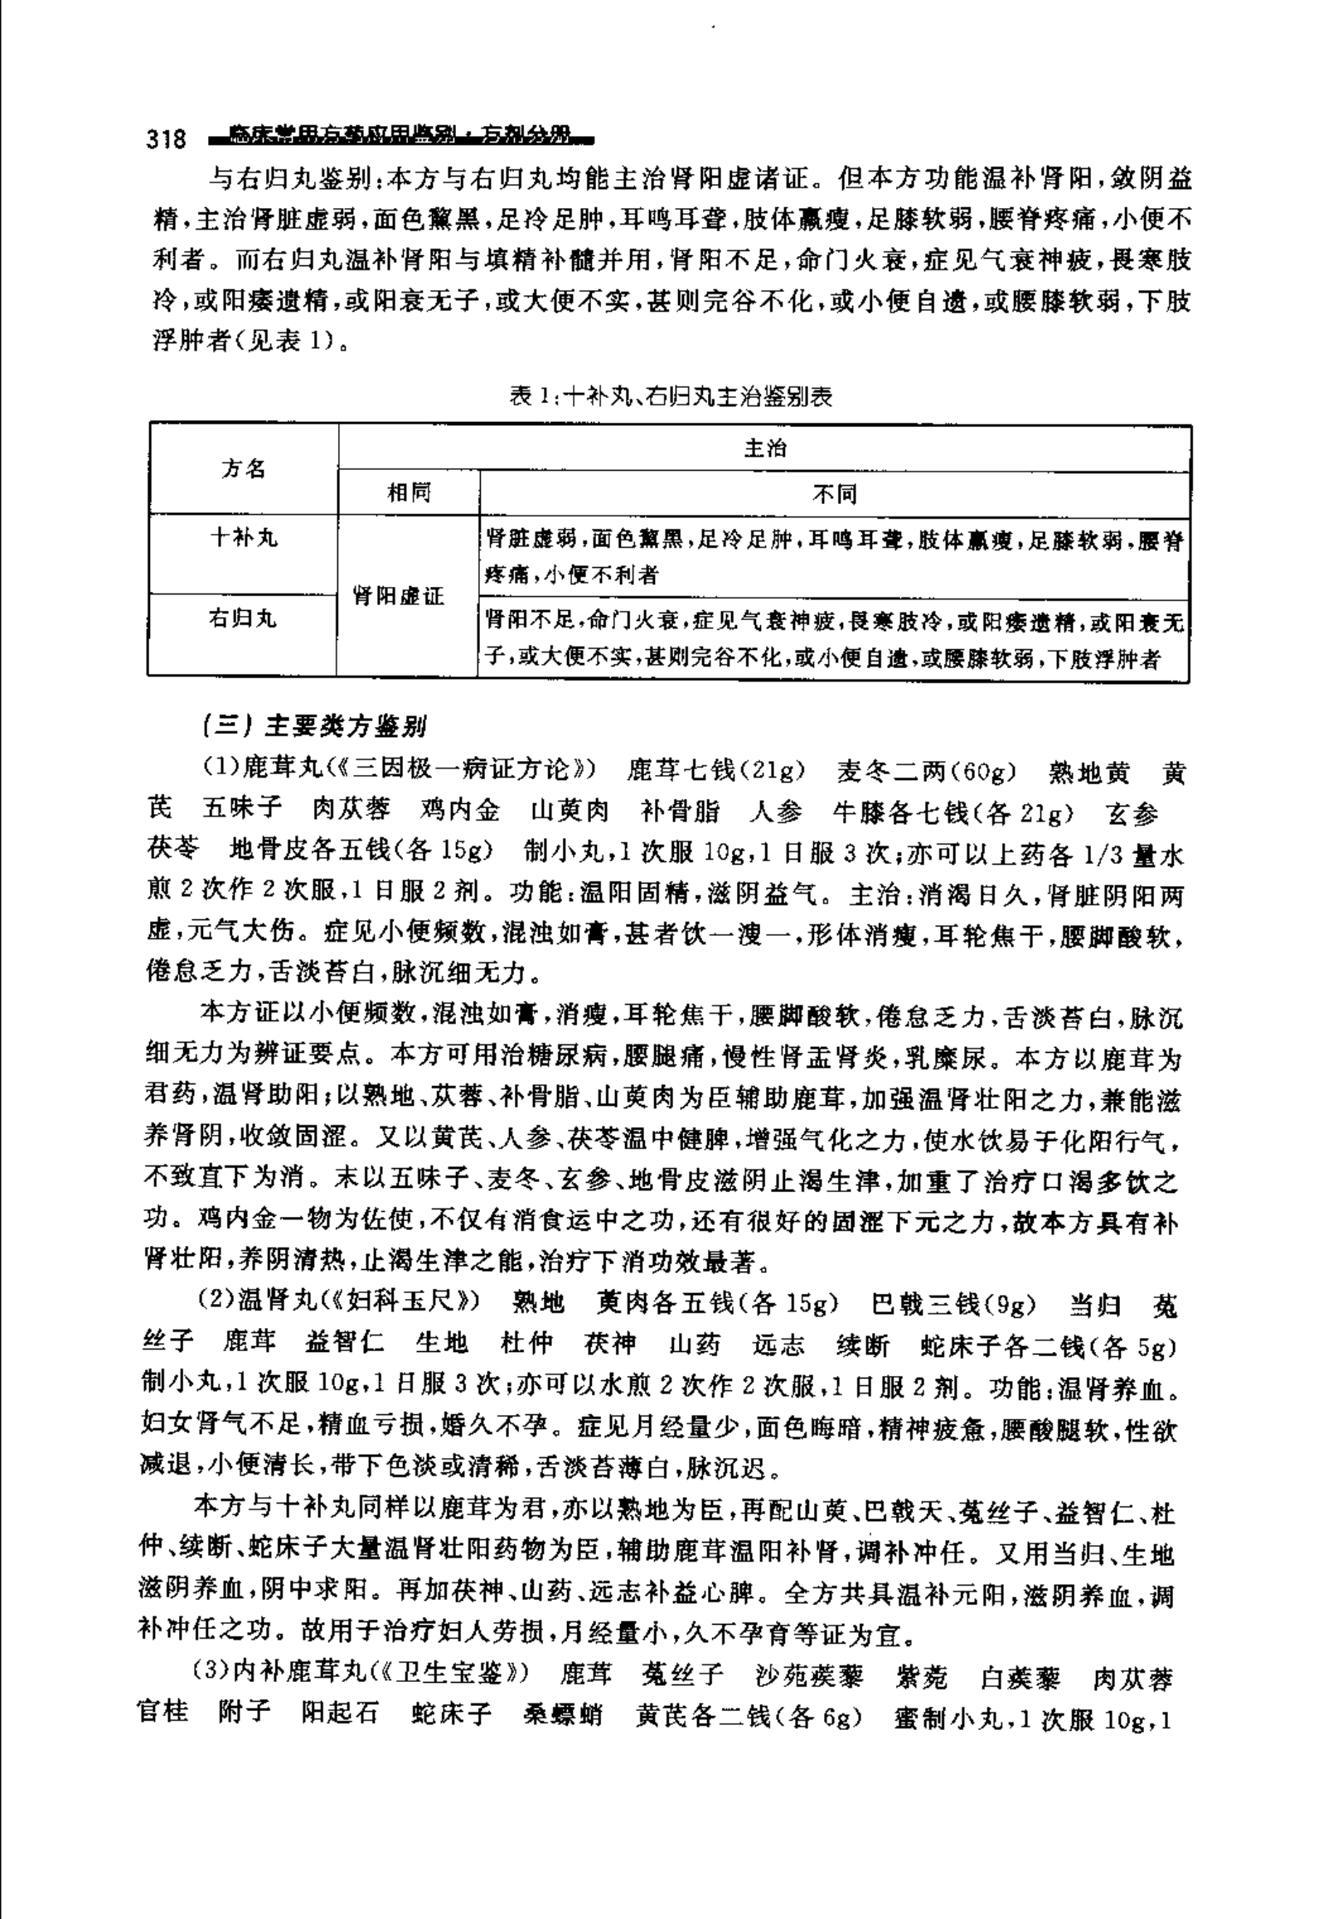 318 临床常用方药应用鉴别·方剂分册
与右归丸鉴别:本方与右归丸均能主治肾阳虚诸证。但本方功能温补肾阳,敛阴益
精,主治肾脏虚弱,面色黧黑,足冷足肿,耳鸣耳聋,肢体羸瘦,足膝软弱,腰脊疼痛,小便不
利者。而右归丸温补肾阳与填精补髓并用,肾阳不足,命门火衰,症见气衰神疲,畏寒肢
冷,或阳痿遗精,或阳衰无子,或大便不实,甚则完谷不化,或小便自遗,或腰膝软弱,下肢
浮肿者(见表1)。
表1:十补丸、右归丸主治鉴别表
方名 主治
相同 不同
十补丸 肾脏虚弱,面色黧黑,足冷足肿,耳鸣耳聋,肢体羸瘦,足膝软弱,腰脊
疼痛,小便不利者
肾阳虚证
右归丸 肾阳不足,命门火衰,症见气衰神疲,畏寒肢冷,或阳痿遗精,或阳衰无
子,或大便不实,甚则完谷不化,或小便自遗,或腰膝软弱,下肢浮肿者
(三)主要类方鉴别
(1)鹿茸丸(《三因极一病证方论》) 鹿茸七钱(21g) 麦冬二两(60g) 熟地黄 黄
芪 五味子 肉苁蓉 鸡内金 山萸肉 补骨脂 人参 牛膝各七钱(各21g) 玄参
茯苓 地骨皮各五钱(各15g) 制小丸,1次服10g,1日服3次;亦可以上药各1/3量水
煎2次作2次服,1日服2剂。功能:温阳固精,滋阴益气。主治:消渴日久,肾脏阴阳两
虚,元气大伤。症见小便频数,混浊如膏,甚者饮一溲一,形体消瘦,耳轮焦干,腰脚酸软,
倦怠乏力,舌淡苔白,脉沉细无力。
本方证以小便频数,混浊如膏,消瘦,耳轮焦干,腰脚酸软,倦怠乏力,舌淡苔白,脉沉
细无力为辨证要点。本方可用治糖尿病,腰腿痛,慢性肾盂肾炎,乳糜尿。本方以鹿茸为
君药,温肾助阳;以熟地、苁蓉、补骨脂、山萸肉为臣辅助鹿茸,加强温肾壮阳之力,兼能滋
养肾阴,收敛固涩。又以黄芪、人参、茯苓温中健脾,增强气化之力,使水饮易于化阳行气,
不致直下为消。末以五味子、麦冬、玄参、地骨皮滋阴止渴生津,加重了治疗口渴多饮之
功。鸡内金一物为佐使,不仅有消食运中之功,还有很好的固涩下元之力,故本方具有补
肾壮阳,养阴清热,止渴生津之能,治疗下消功效最著。
(2)温肾丸(《妇科玉尺》) 熟地 萸肉各五钱(各15g) 巴戟三钱(9g) 当归 菟
丝子 鹿茸 益智仁 生地 杜仲 茯神 山药 远志 续断 蛇床子各二钱(各5g)
制小丸,1次服10g,1日服3次;亦可以水煎2次作2次服,1日服2剂。功能:温肾养血。
妇女肾气不足,精血亏损,婚久不孕。症见月经量少,面色晦暗,精神疲惫,腰酸腿软,性欲
减退,小便清长,带下色淡或清稀,舌淡苔薄白,脉沉迟。
本方与十补丸同样以鹿茸为君,亦以熟地为臣,再配山萸、巴戟天、菟丝子、益智仁、杜
仲、续断、蛇床子大量温肾壮阳药物为臣,辅助鹿茸温阳补肾,调补冲任。又用当归、生地
滋阴养血,阴中求阳。再加茯神、山药、远志补益心脾。全方共具温补元阳,滋阴养血,调
补冲任之功。故用于治疗妇人劳损,月经量小,久不孕育等证为宜。
(3)内补鹿茸丸(《卫生宝鉴》) 鹿茸 菟丝子 沙苑蒺藜 紫菀 白蒺藜 肉苁蓉
官桂 附子 阳起石 蛇床子 桑螵蛸 黄芪各二钱(各6g) 蜜制小丸,1次服10g,1